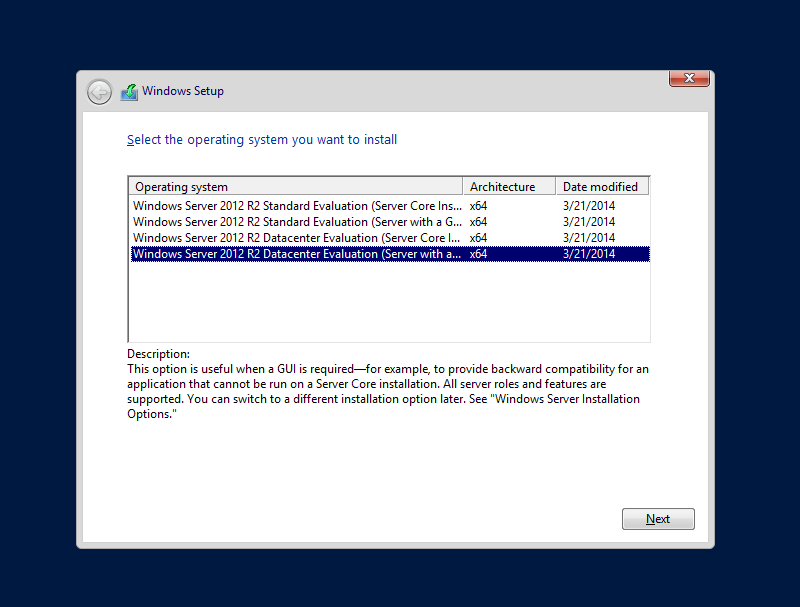 Windows Setup
Select the operating system you want to install
Operating system Architecture Date modified
Windows Server 2012 R2 Standard Evaluation (Server Core Ins... x64 3/21/2014
Windows Server 2012 R2 Standard Evaluation (Server with a G... x64 3/21/2014
Windows Server 2012 R2 Datacenter Evaluation (Server Core I... x64 3/21/2014
Windows Server 2012 R2 Datacenter Evaluation (Server with a... x64 3/21/2014
Description:
This option is useful when a GUI is required—for example, to provide backward compatibility for an
application that cannot be run on a Server Core installation. All server roles and features are
supported. You can switch to a different installation option later. See "Windows Server Installation
Options."
Next